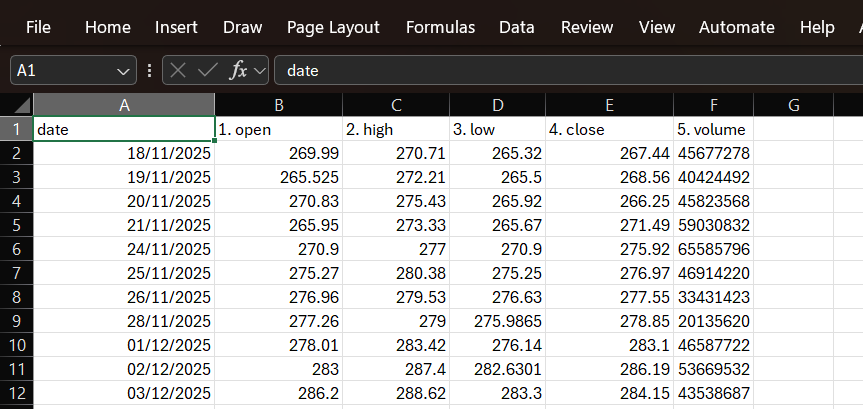 File Home Insert Draw Page Layout Formulas Data Review View Automate Help
A1 fx date
A B C D E F G
1 date 1. open 2. high 3. low 4. close 5. volume
2 18/11/2025 269.99 270.71 265.32 267.44 45677278
3 19/11/2025 265.525 272.21 265.5 268.56 40424492
4 20/11/2025 270.83 275.43 265.92 266.25 45823568
5 21/11/2025 265.95 273.33 265.67 271.49 59030832
6 24/11/2025 270.9 277 270.9 275.92 65585796
7 25/11/2025 275.27 280.38 275.25 276.97 46914220
8 26/11/2025 276.96 279.53 276.63 277.55 33431423
9 28/11/2025 277.26 279 275.9865 278.85 20135620
10 01/12/2025 278.01 283.42 276.14 283.1 46587722
11 02/12/2025 283 287.4 282.6301 286.19 53669532
12 03/12/2025 286.2 288.62 283.3 284.15 43538687